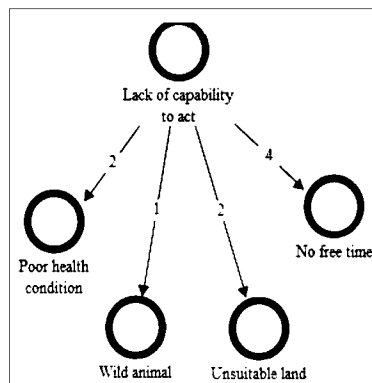 Lack of capability
to act
2
4
1
2
Poor health
condition
No free time
Wild animal
Unsuitable land